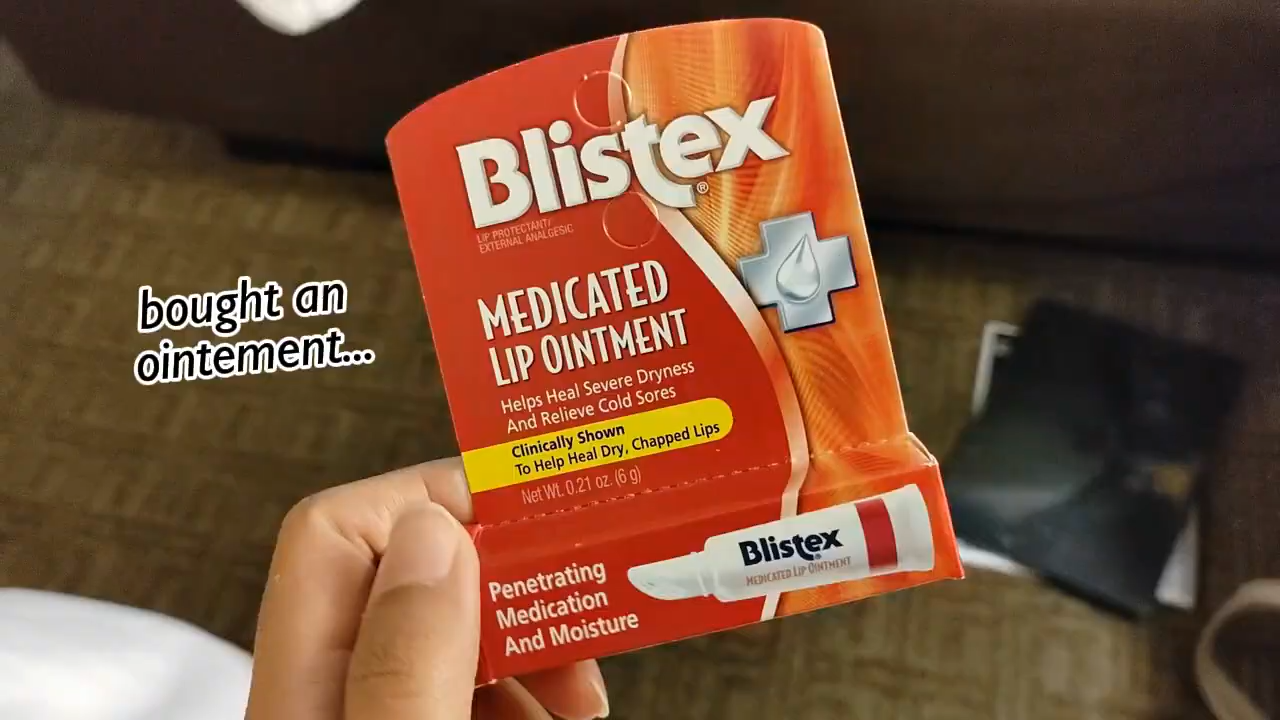 Blistex®
LIP PROTECTANT/
EXTERNAL ANALGESIC
bought an
ointement...
MEDICATED
LIP OINTMENT
Helps Heal Severe Dryness
And Relieve Cold Sores
Clinically Shown
To Help Heal Dry, Chapped Lips
Net Wt. 0.21 oz. (6 g)
Penetrating
Medication
And Moisture
Blistex®
MEDICATED LIP OINTMENT